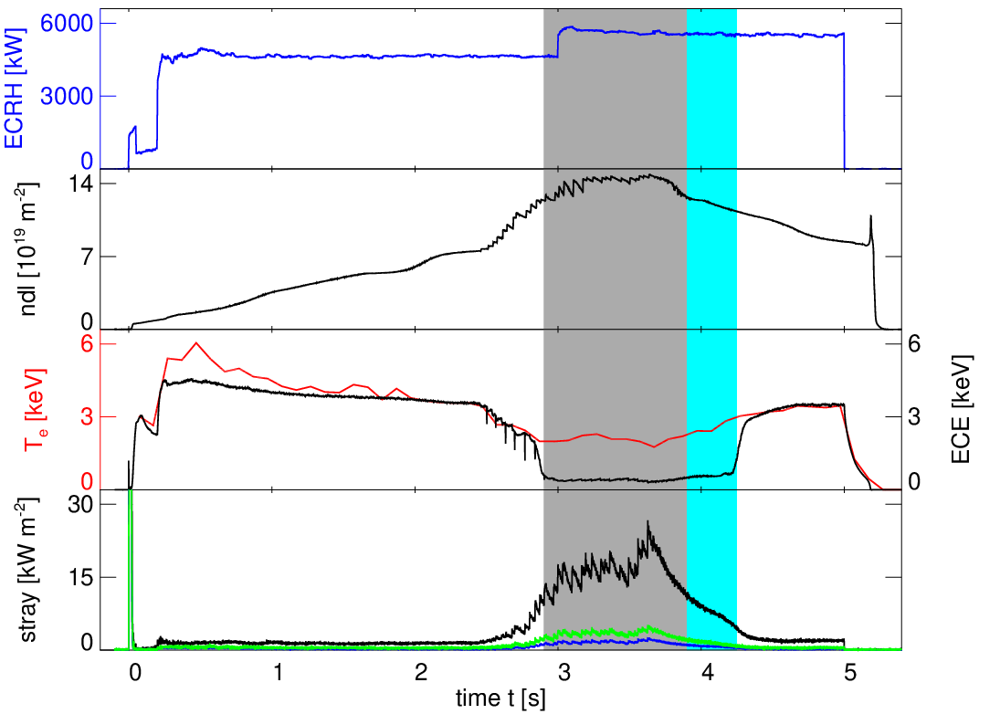 ECRH [kW]
6000
3000
0
ndl [10¹⁹ m⁻²]
14
7
0
Tₑ [keV]
6
3
0
6
3
0
ECE [keV]
stray [kW m⁻²]
30
15
0
0 1 2 3 4 5
time t [s]